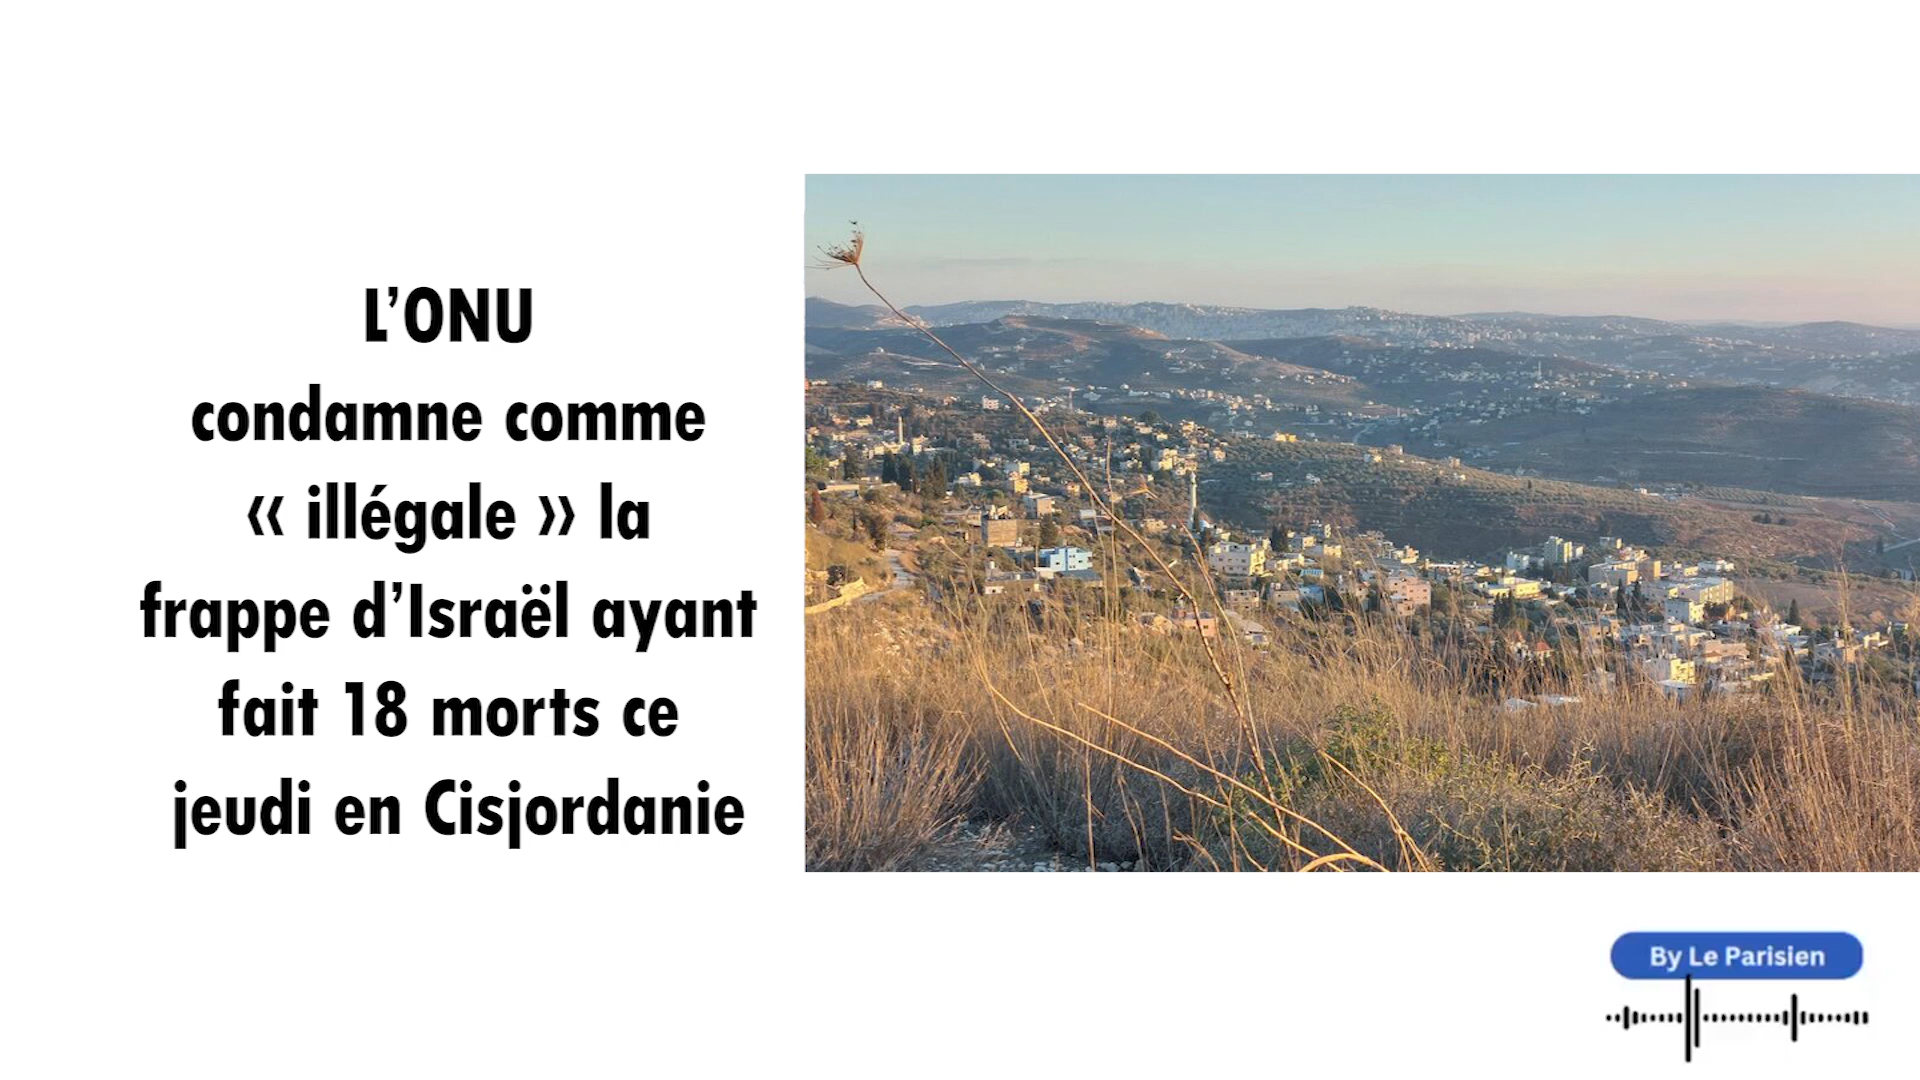 L’ONU
condamne comme
« illégale » la
frappe d’Israël ayant
fait 18 morts ce
jeudi en Cisjordanie
By Le Parisien